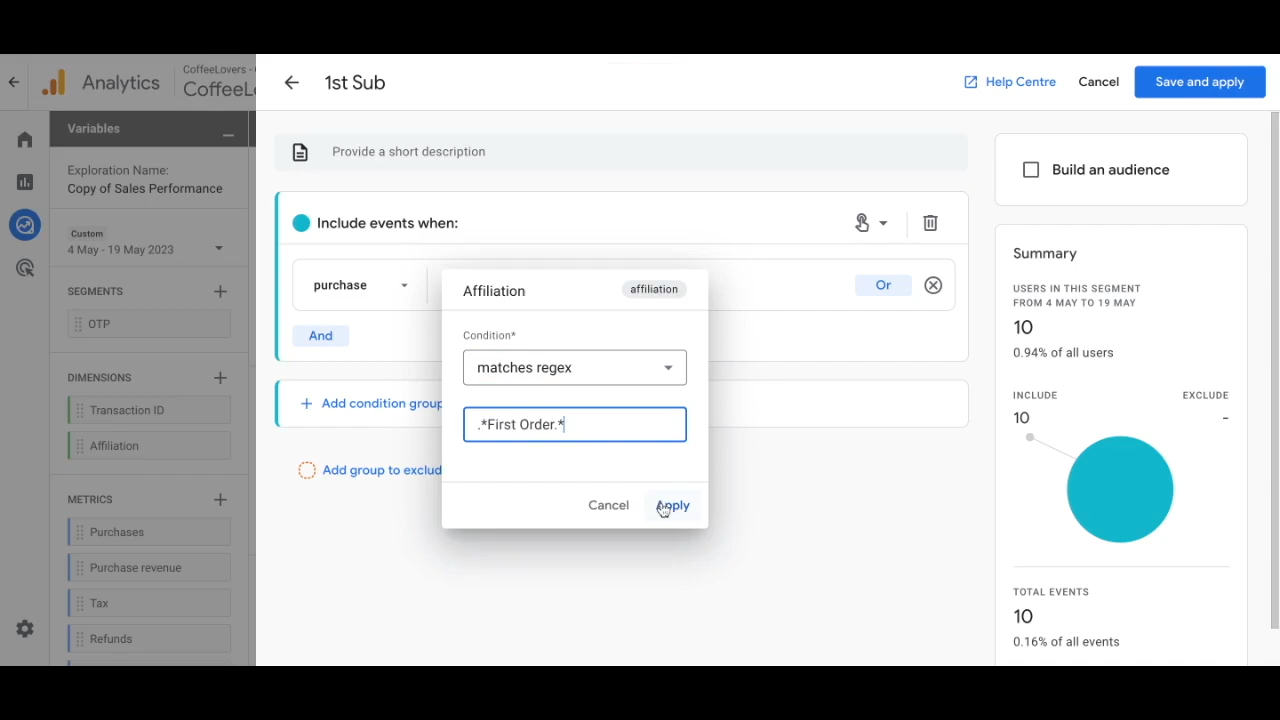 Analytics
CoffeeLovers -
CoffeeLo
1st Sub
Help Centre
Cancel
Save and apply
Variables
Exploration Name:
Copy of Sales Performance
Custom
4 May - 19 May 2023
SEGMENTS
OTP
DIMENSIONS
Transaction ID
Affiliation
METRICS
Purchases
Purchase revenue
Tax
Refunds
Provide a short description
Include events when:
purchase
Or
And
Add condition group
Add group to exclud
Affiliation
affiliation
Condition*
matches regex
.*First Order.*
Cancel
Apply
Build an audience
Summary
USERS IN THIS SEGMENT
FROM 4 MAY TO 19 MAY
10
0.94% of all users
INCLUDE
EXCLUDE
10
-
TOTAL EVENTS
10
0.16% of all events